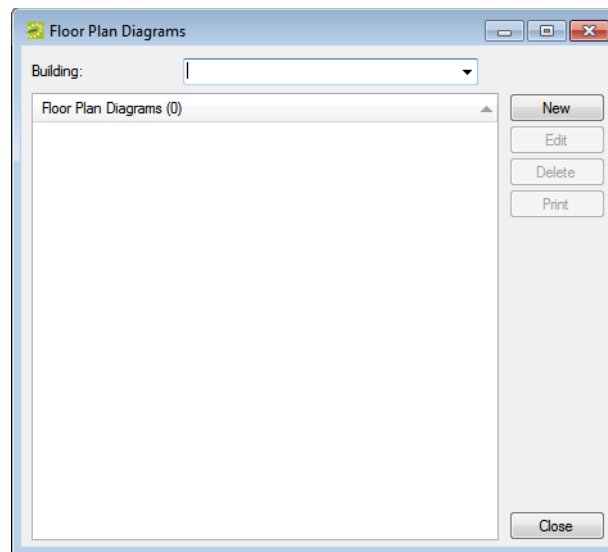 Floor Plan Diagrams
Building:
Floor Plan Diagrams (0)
New
Edit
Delete
Print
Close